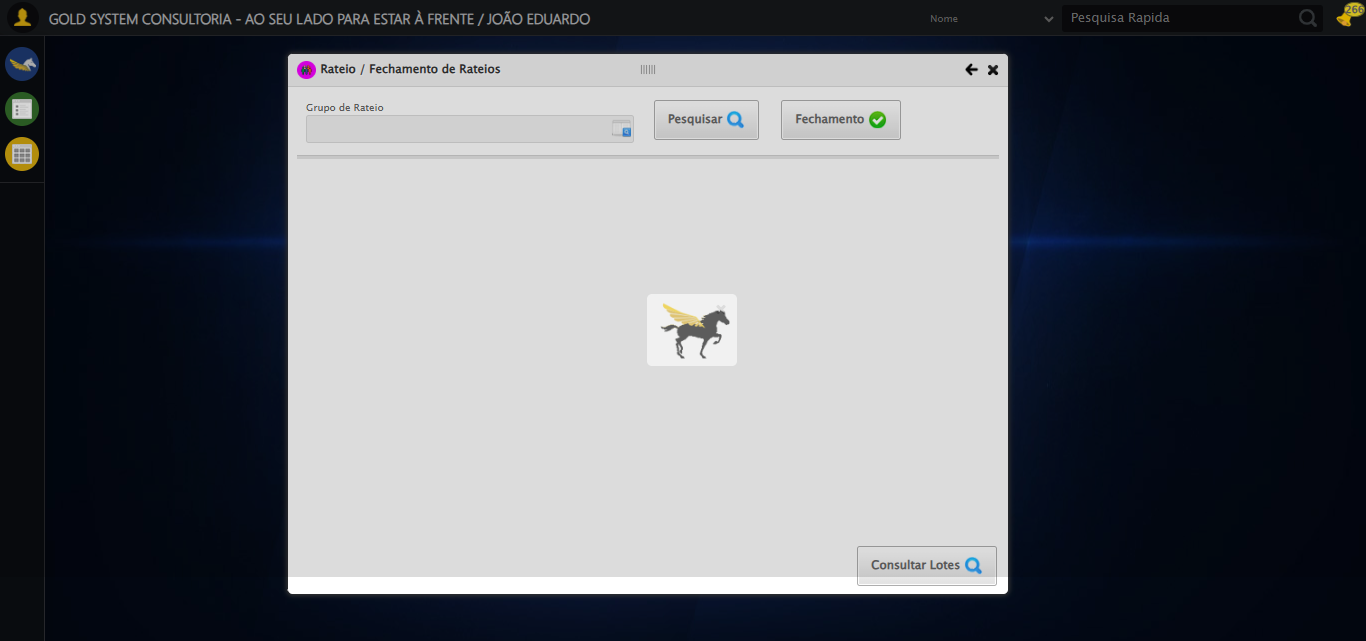 GOLD SYSTEM CONSULTORIA - AO SEU LADO PARA ESTAR À FRENTE / JOÃO EDUARDO
Nome
Pesquisa Rapida
266
Rateio / Fechamento de Rateios
Grupo de Rateio
Pesquisar
Fechamento
Consultar Lotes